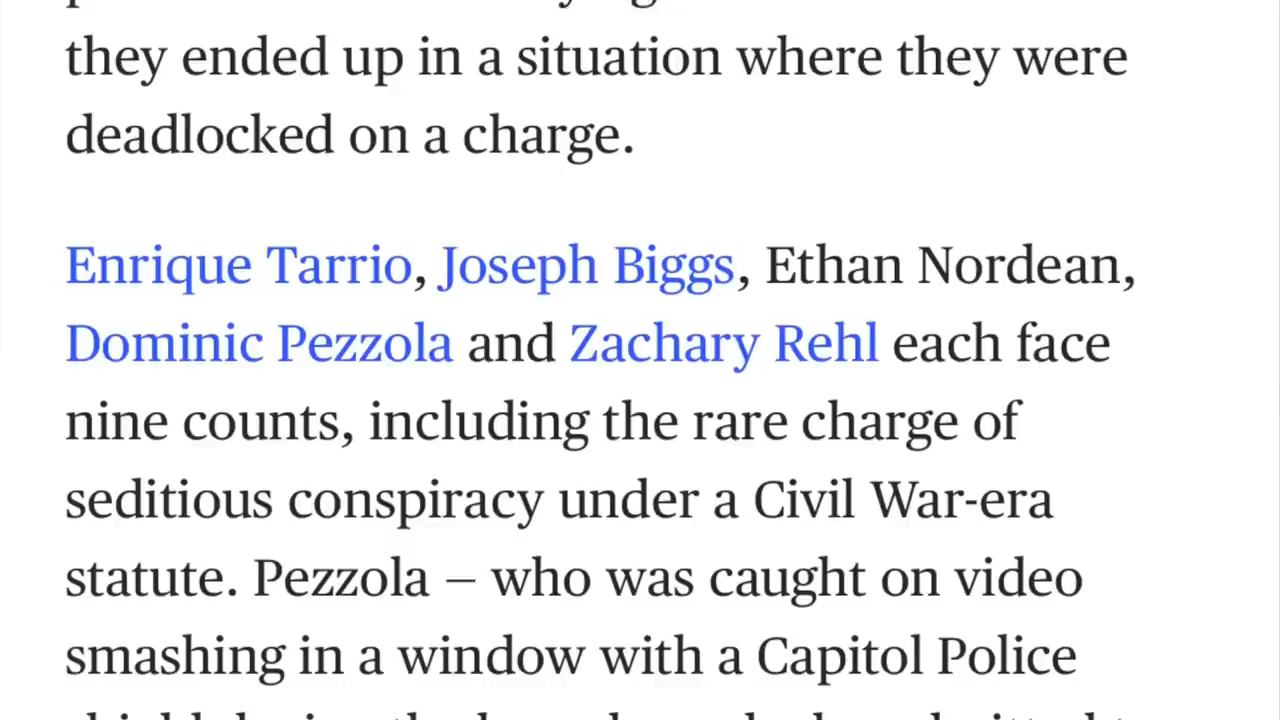 they ended up in a situation where they were
deadlocked on a charge.
Enrique Tarrio, Joseph Biggs, Ethan Nordean,
Dominic Pezzola and Zachary Rehl each face
nine counts, including the rare charge of
seditious conspiracy under a Civil War-era
statute. Pezzola – who was caught on video
smashing in a window with a Capitol Police